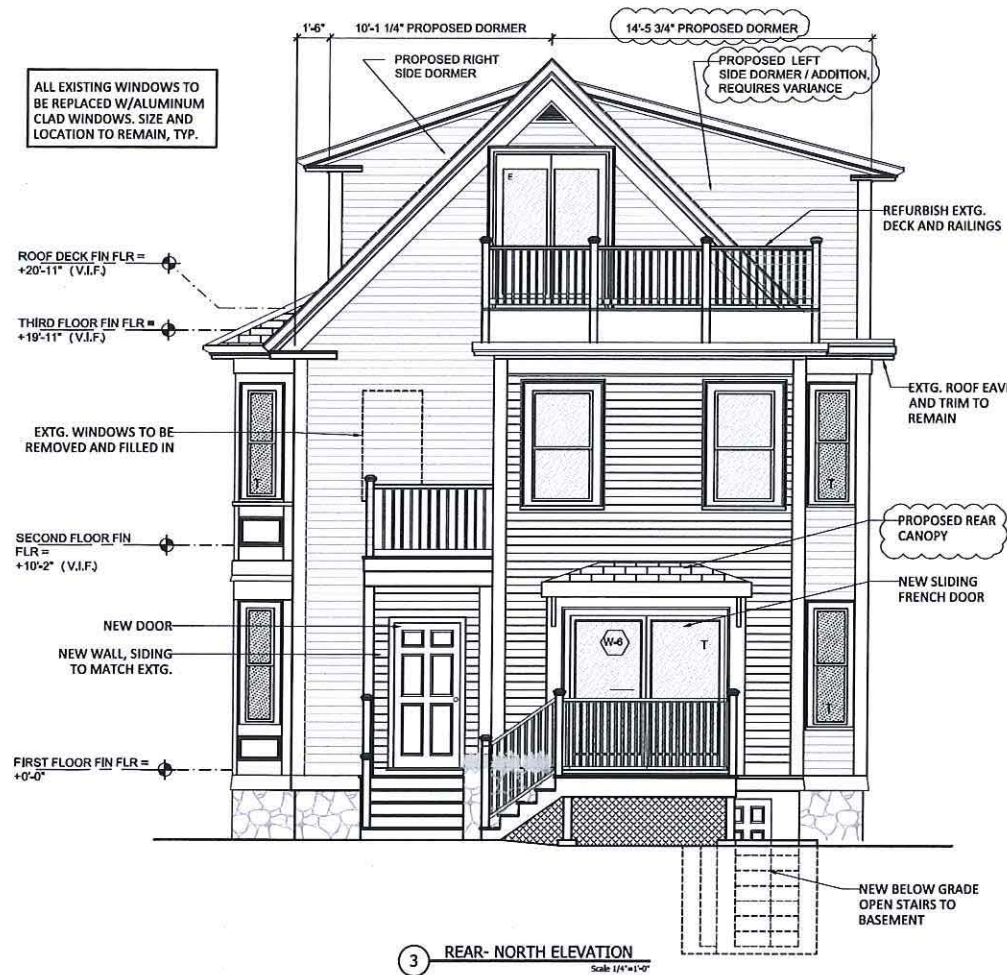 1'-6"
10'-1 1/4" PROPOSED DORMER
14'-5 3/4" PROPOSED DORMER
PROPOSED RIGHT
SIDE DORMER
PROPOSED LEFT
SIDE DORMER / ADDITION,
REQUIRES VARIANCE
ALL EXISTING WINDOWS TO
BE REPLACED W/ALUMINUM
CLAD WINDOWS. SIZE AND
LOCATION TO REMAIN, TYP.
E
REFURBISH EXTG.
DECK AND RAILINGS
ROOF DECK FIN FLR =
+20'-11" (V.I.F.)
THIRD FLOOR FIN FLR =
+19'-11" (V.I.F.)
EXTG. ROOF EAV
AND TRIM TO
REMAIN
EXTG. WINDOWS TO BE
REMOVED AND FILLED IN
T
T
SECOND FLOOR FIN
FLR =
+10'-2" (V.I.F.)
PROPOSED REAR
CANOPY
NEW SLIDING
FRENCH DOOR
NEW DOOR
NEW WALL, SIDING
TO MATCH EXTG.
W-6
T
T
FIRST FLOOR FIN FLR =
+0'-0"
NEW BELOW GRADE
OPEN STAIRS TO
BASEMENT
3
REAR- NORTH ELEVATION
Scale 1/4"=1'-0"